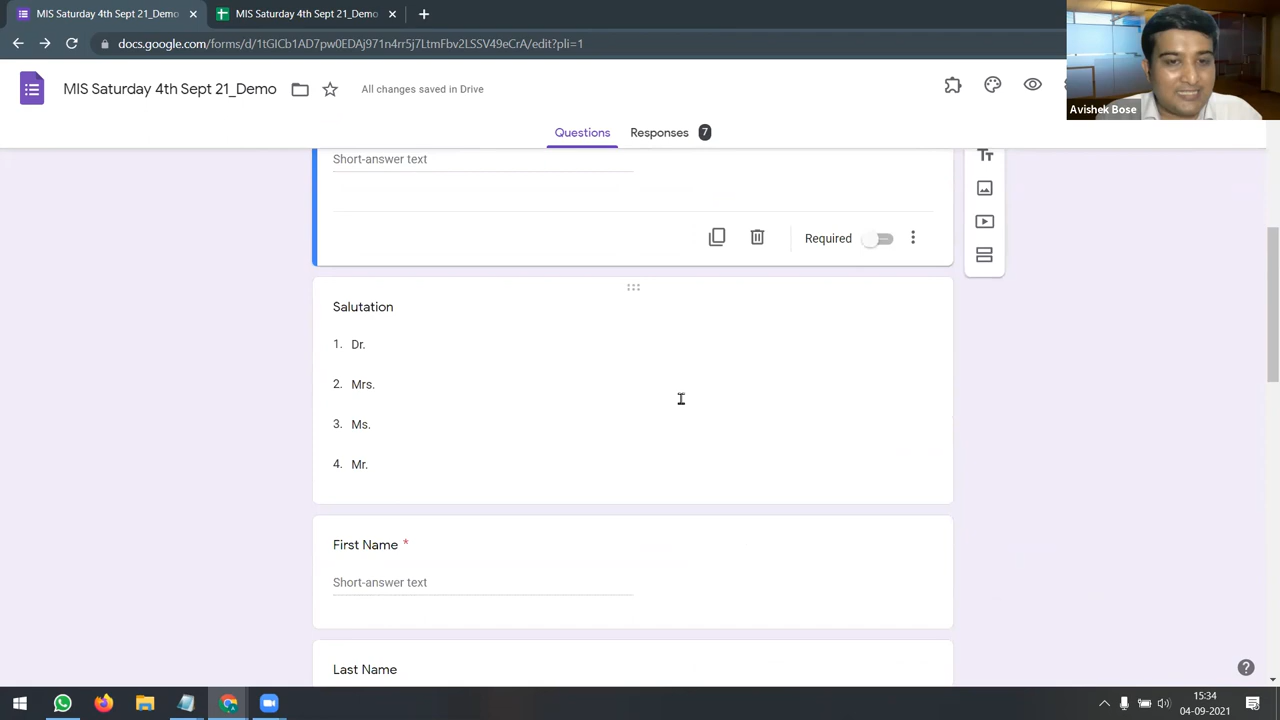 MIS Saturday 4th Sept 21_Demo
MIS Saturday 4th Sept 21_Demo
docs.google.com/forms/d/1tGICb1AD7pw0EDAj971n4rr5j7LtmFbv2LSSV49eCrA/edit?pli=1
MIS Saturday 4th Sept 21_Demo
All changes saved in Drive
Avishek Bose
Questions
Responses 7
Short-answer text
Required
Salutation
1. Dr.
2. Mrs.
3. Ms.
4. Mr.
First Name *
Short-answer text
Last Name
15:34
04-09-2021